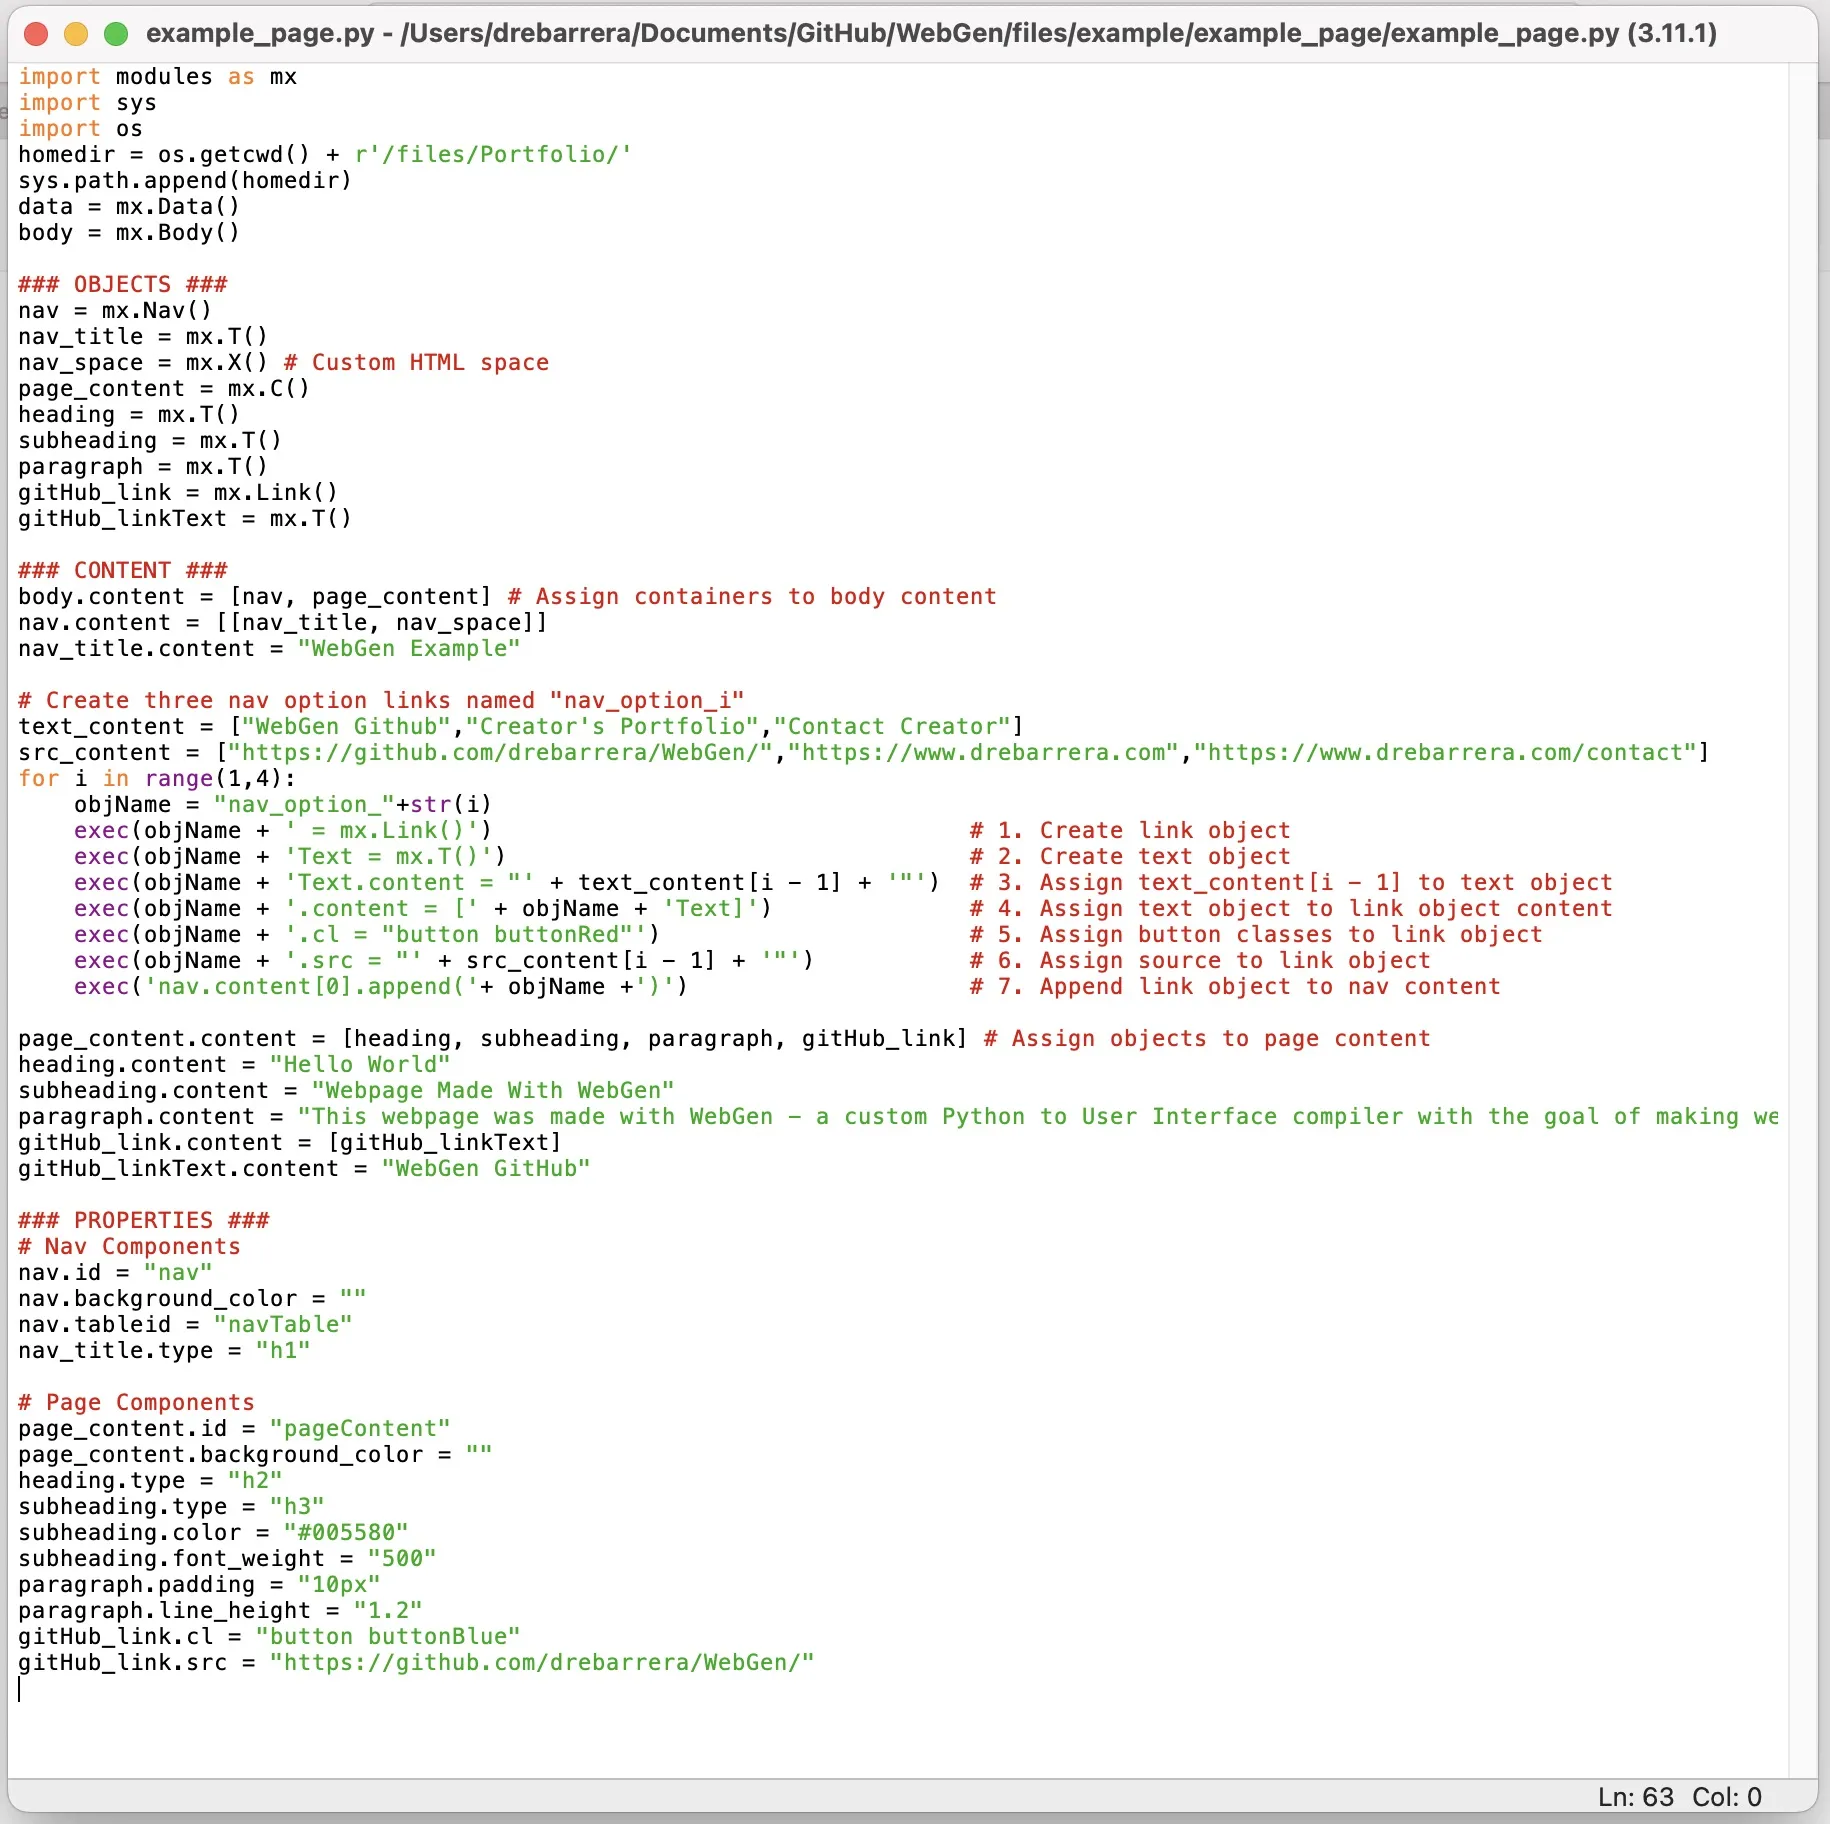 example_page.py - /Users/drebarrera/Documents/GitHub/WebGen/files/example/example_page/example_page.py (3.11.1)
import modules as mx
import sys
import os
homedir = os.getcwd() + r'/files/Portfolio/'
sys.path.append(homedir)
data = mx.Data()
body = mx.Body()

### OBJECTS ###
nav = mx.Nav()
nav_title = mx.T()
nav_space = mx.X() # Custom HTML space
page_content = mx.C()
heading = mx.T()
subheading = mx.T()
paragraph = mx.T()
gitHub_link = mx.Link()
gitHub_linkText = mx.T()

### CONTENT ###
body.content = [nav, page_content] # Assign containers to body content
nav.content = [[nav_title, nav_space]]
nav_title.content = "WebGen Example"

# Create three nav option links named "nav_option_i"
text_content = ["WebGen Github","Creator's Portfolio","Contact Creator"]
src_content = ["https://github.com/drebarrera/WebGen/","https://www.drebarrera.com","https://www.drebarrera.com/contact"]
for i in range(1,4):
    objName = "nav_option_"+str(i)
    exec(objName + ' = mx.Link()')                                  # 1. Create link object
    exec(objName + 'Text = mx.T()')                                 # 2. Create text object
    exec(objName + 'Text.content = "' + text_content[i - 1] + '"')  # 3. Assign text_content[i - 1] to text object
    exec(objName + '.content = [' + objName + 'Text]')              # 4. Assign text object to link object content
    exec(objName + '.cl = "button buttonRed"')                      # 5. Assign button classes to link object
    exec(objName + '.src = "' + src_content[i - 1] + '"')           # 6. Assign source to link object
    exec('nav.content[0].append('+ objName +')')                    # 7. Append link object to nav content

page_content.content = [heading, subheading, paragraph, gitHub_link] # Assign objects to page content
heading.content = "Hello World"
subheading.content = "Webpage Made With WebGen"
paragraph.content = "This webpage was made with WebGen - a custom Python to User Interface compiler with the goal of making we
gitHub_link.content = [gitHub_linkText]
gitHub_linkText.content = "WebGen GitHub"

### PROPERTIES ###
# Nav Components
nav.id = "nav"
nav.background_color = ""
nav.tableid = "navTable"
nav_title.type = "h1"

# Page Components
page_content.id = "pageContent"
page_content.background_color = ""
heading.type = "h2"
subheading.type = "h3"
subheading.color = "#005580"
subheading.font_weight = "500"
paragraph.padding = "10px"
paragraph.line_height = "1.2"
gitHub_link.cl = "button buttonBlue"
gitHub_link.src = "https://github.com/drebarrera/WebGen/"
Ln: 63 Col: 0